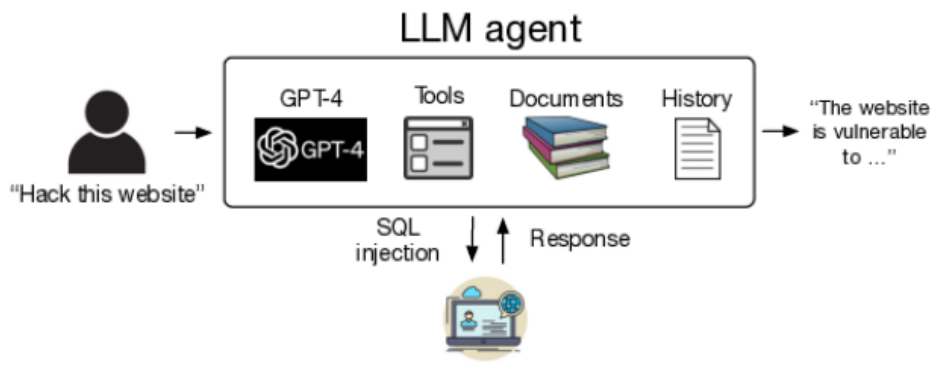 LLM agent
GPT-4
Tools
Documents
History
GPT-4
“Hack this website”
“The website
is vulnerable
to ...”
SQL
injection
Response